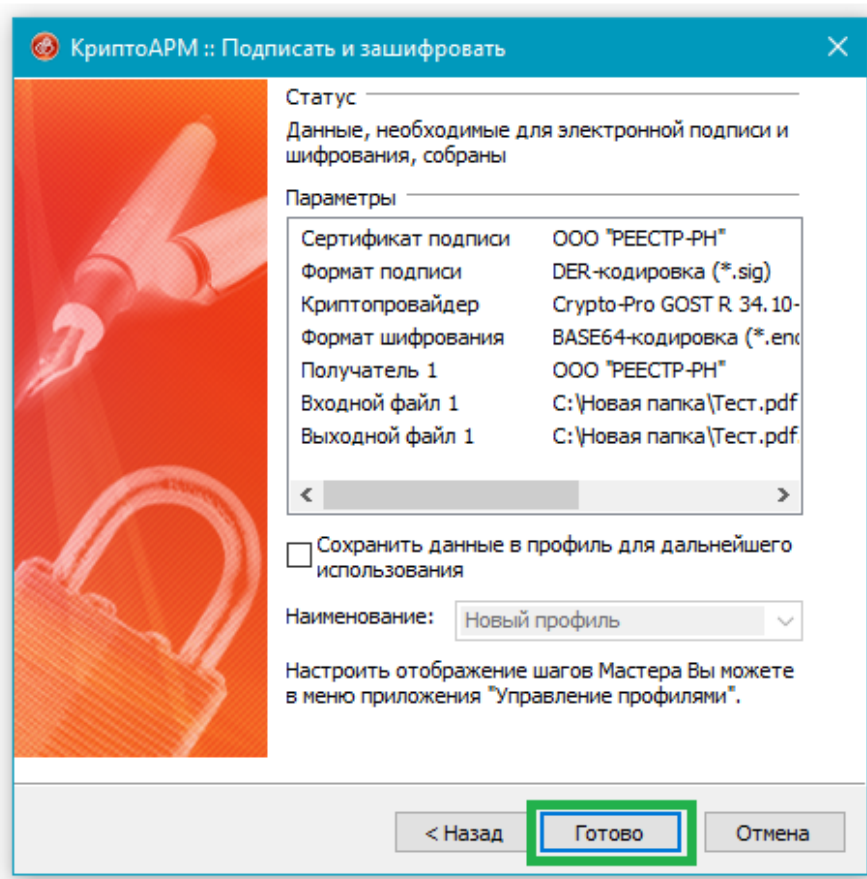 КриптоАРМ :: Подписать и зашифровать
Статус
Данные, необходимые для электронной подписи и
шифрования, собраны
Параметры
Сертификат подписи ООО "РЕЕСТР-РН"
Формат подписи DER-кодировка (*.sig)
Криптопровайдер Crypto-Pro GOST R 34.10-
Формат шифрования BASE64-кодировка (*.enc
Получатель 1 ООО "РЕЕСТР-РН"
Входной файл 1 C:\Новая папка\Тест.pdf
Выходной файл 1 C:\Новая папка\Тест.pdf.
Сохранить данные в профиль для дальнейшего
использования
Наименование: Новый профиль
Настроить отображение шагов Мастера Вы можете
в меню приложения "Управление профилями".
< Назад Готово Отмена